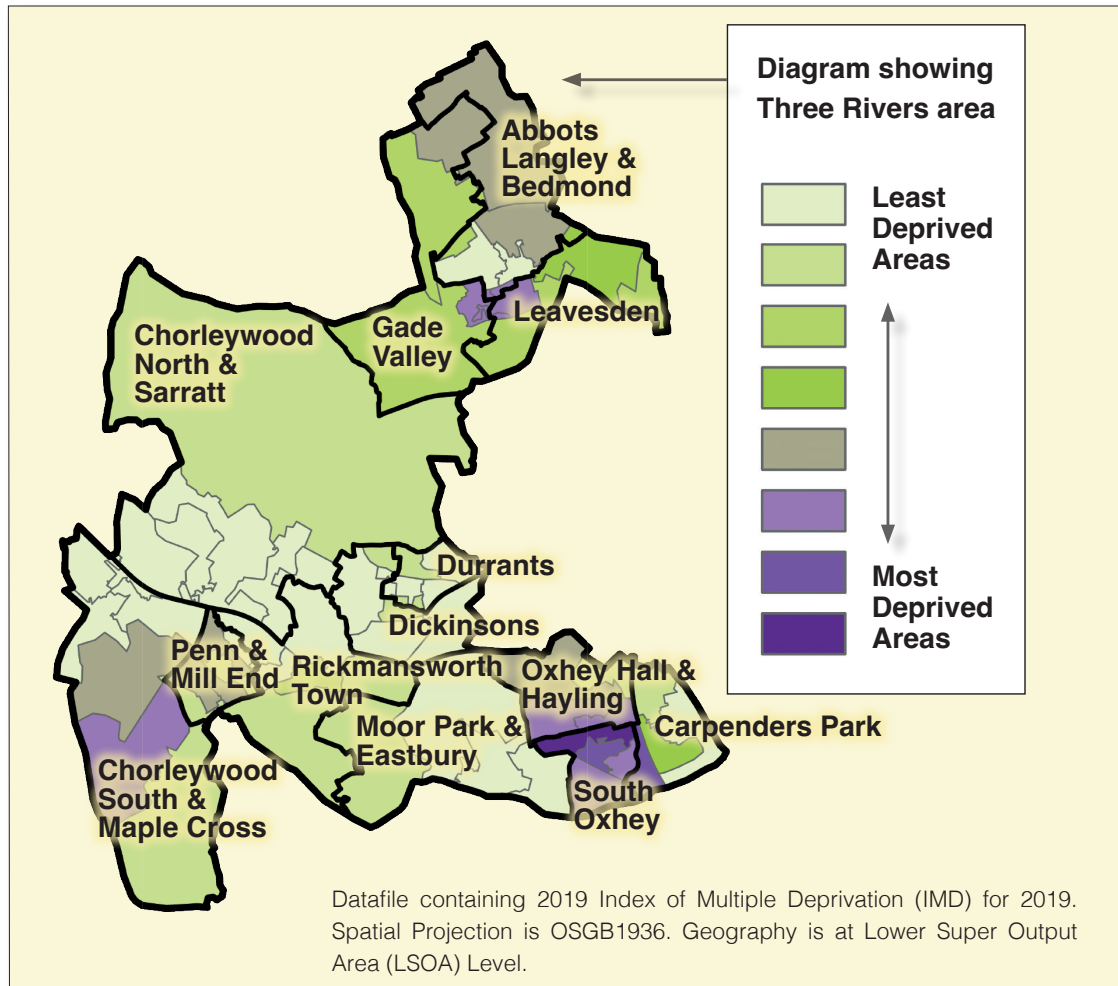 Diagram showing
Three Rivers area
Least
Deprived
Areas
Most
Deprived
Areas
Abbots
Langley &
Bedmond
Leavesden
Gade
Valley
Chorleywood
North &
Sarratt
Durrants
Dickinsons
Penn &
Mill End
Rickmansworth
Town
Oxhey Hall &
Hayling
Moor Park &
Eastbury
Carpenders Park
Chorleywood
South &
Maple Cross
South
Oxhey
Datafile containing 2019 Index of Multiple Deprivation (IMD) for 2019.
Spatial Projection is OSGB1936. Geography is at Lower Super Output
Area (LSOA) Level.